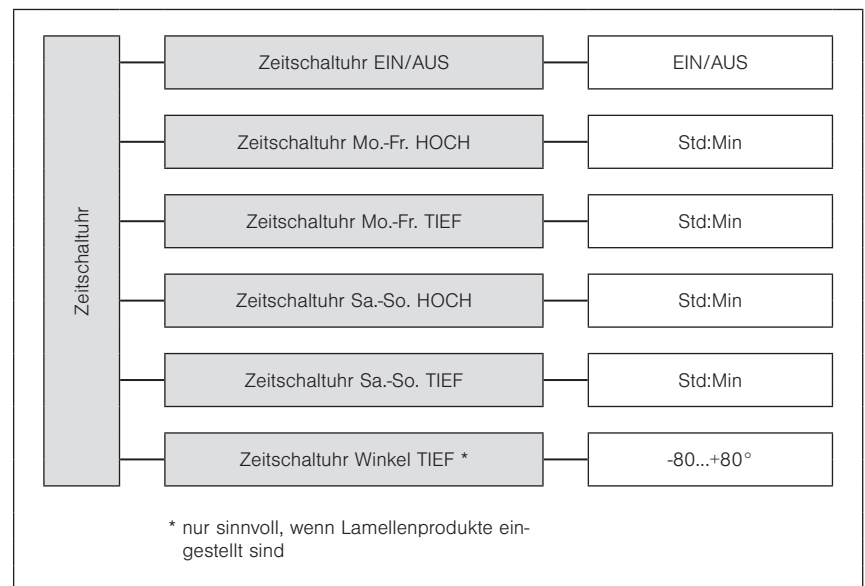 Zeitschaltuhr
Zeitschaltuhr EIN/AUS
EIN/AUS
Zeitschaltuhr Mo.-Fr. HOCH
Std:Min
Zeitschaltuhr Mo.-Fr. TIEF
Std:Min
Zeitschaltuhr Sa.-So. HOCH
Std:Min
Zeitschaltuhr Sa.-So. TIEF
Std:Min
Zeitschaltuhr Winkel TIEF *
-80...+80°
* nur sinnvoll, wenn Lamellenprodukte ein-
gestellt sind